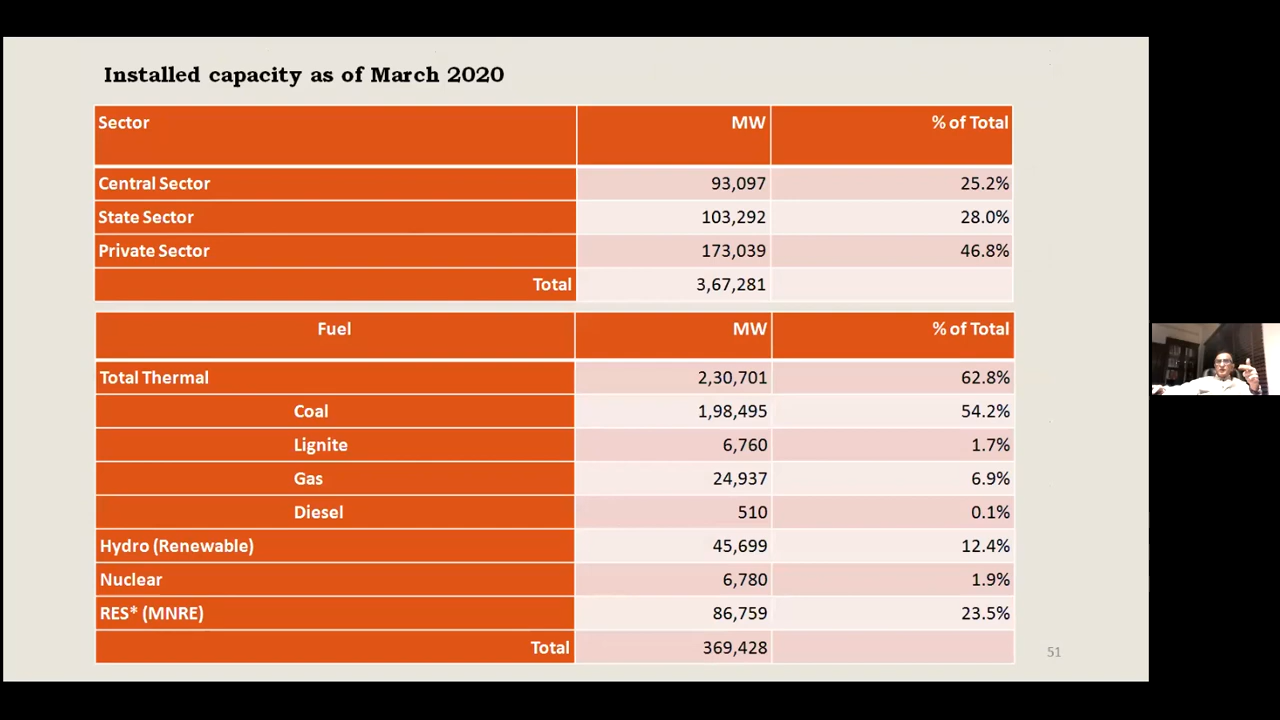 Installed capacity as of March 2020
Sector MW % of Total
Central Sector 93,097 25.2%
State Sector 103,292 28.0%
Private Sector 173,039 46.8%
Total 3,67,281
Fuel MW % of Total
Total Thermal 2,30,701 62.8%
Coal 1,98,495 54.2%
Lignite 6,760 1.7%
Gas 24,937 6.9%
Diesel 510 0.1%
Hydro (Renewable) 45,699 12.4%
Nuclear 6,780 1.9%
RES* (MNRE) 86,759 23.5%
Total 369,428
51